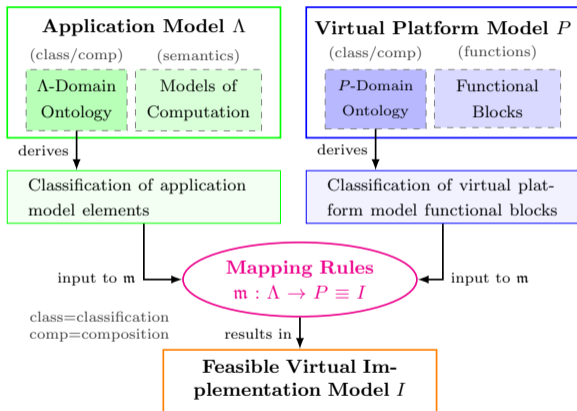 Application Model Λ
(class/comp) (semantics)
Λ-Domain
Ontology
Models of
Computation
Virtual Platform Model P
(class/comp) (functions)
P-Domain
Ontology
Functional
Blocks
derives
derives
Classification of application
model elements
Classification of virtual plat-
form model functional blocks
input to 𝔪
Mapping Rules
𝔪 : Λ → P ≡ I
input to 𝔪
class=classification
comp=composition
results in
Feasible Virtual Im-
plementation Model I